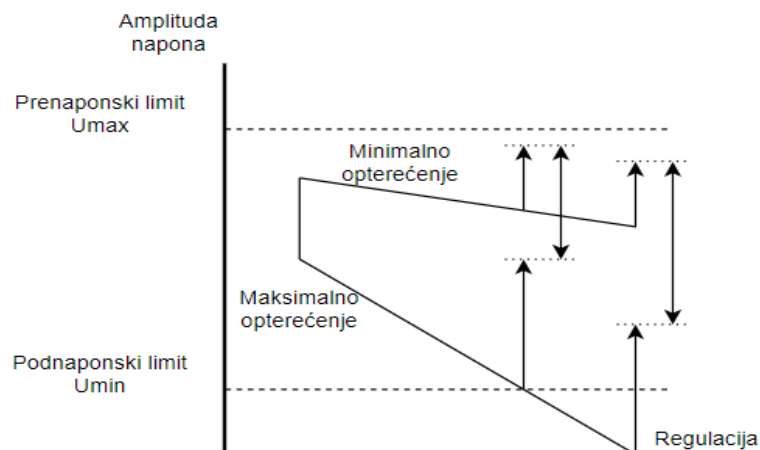 Amplituda
napona
Prenaponski limit
Umax
Minimalno
opterećenje
Maksimalno
opterećenje
Podnaponski limit
Umin
Regulacija